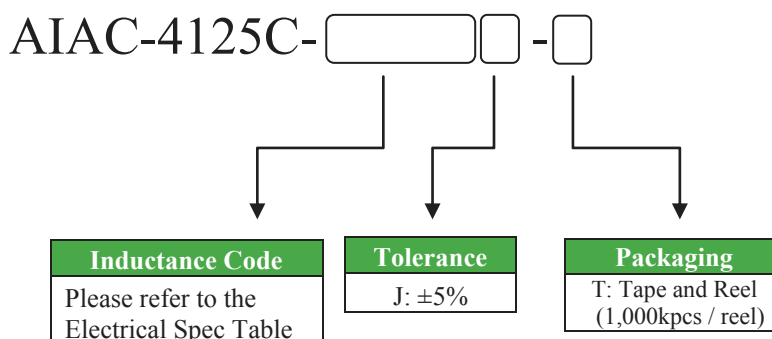 AIAC-4125C- -
Inductance Code
Please refer to the
Electrical Spec Table
Tolerance
J: ±5%
Packaging
T: Tape and Reel
(1,000kpcs / reel)